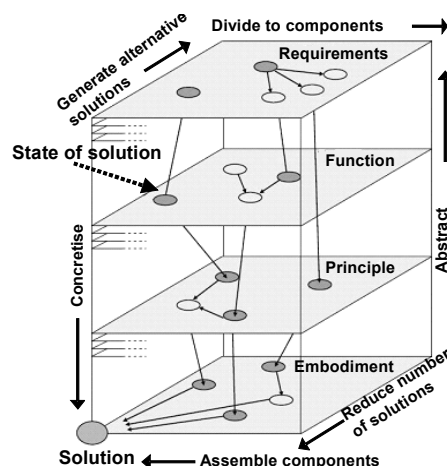 Divide to components
Generate alternative
solutions
Requirements
State of solution
Function
Abstract
Concretise
Principle
Embodiment
Reduce number
of solutions
Solution
Assemble components